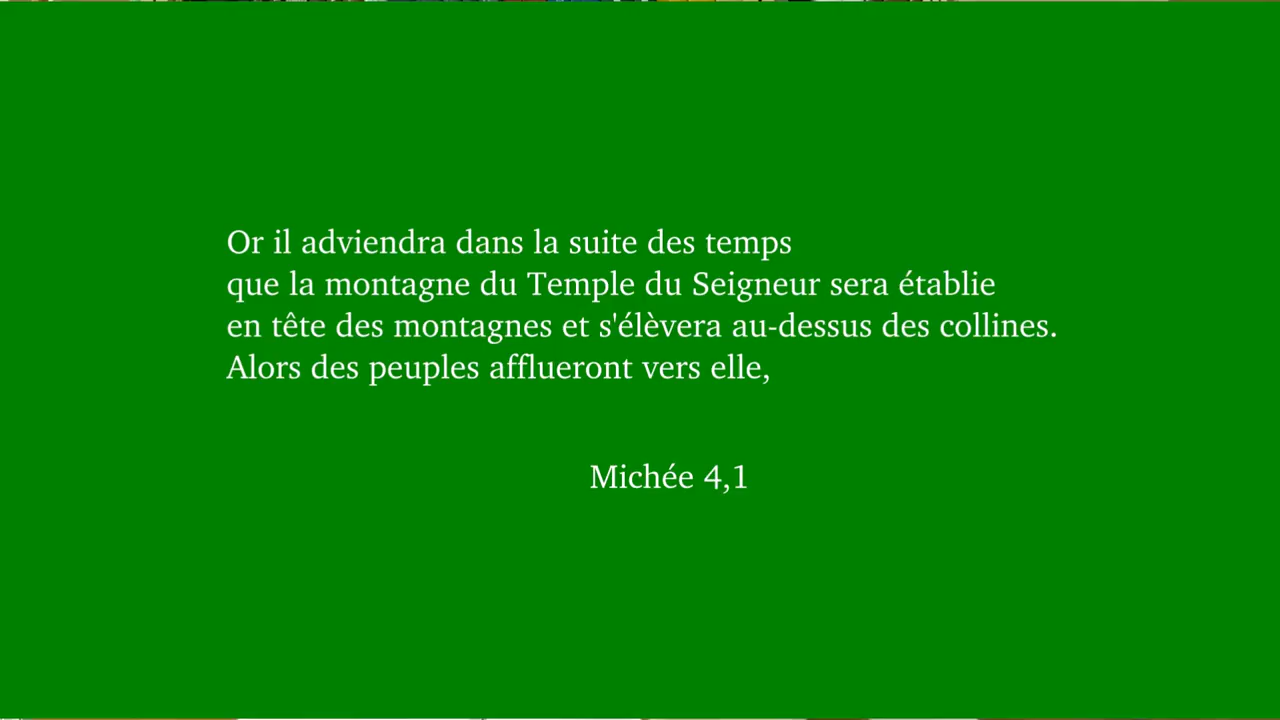 Or il adviendra dans la suite des temps
que la montagne du Temple du Seigneur sera établie
en tête des montagnes et s'élèvera au-dessus des collines.
Alors des peuples afflueront vers elle,
Michée 4,1